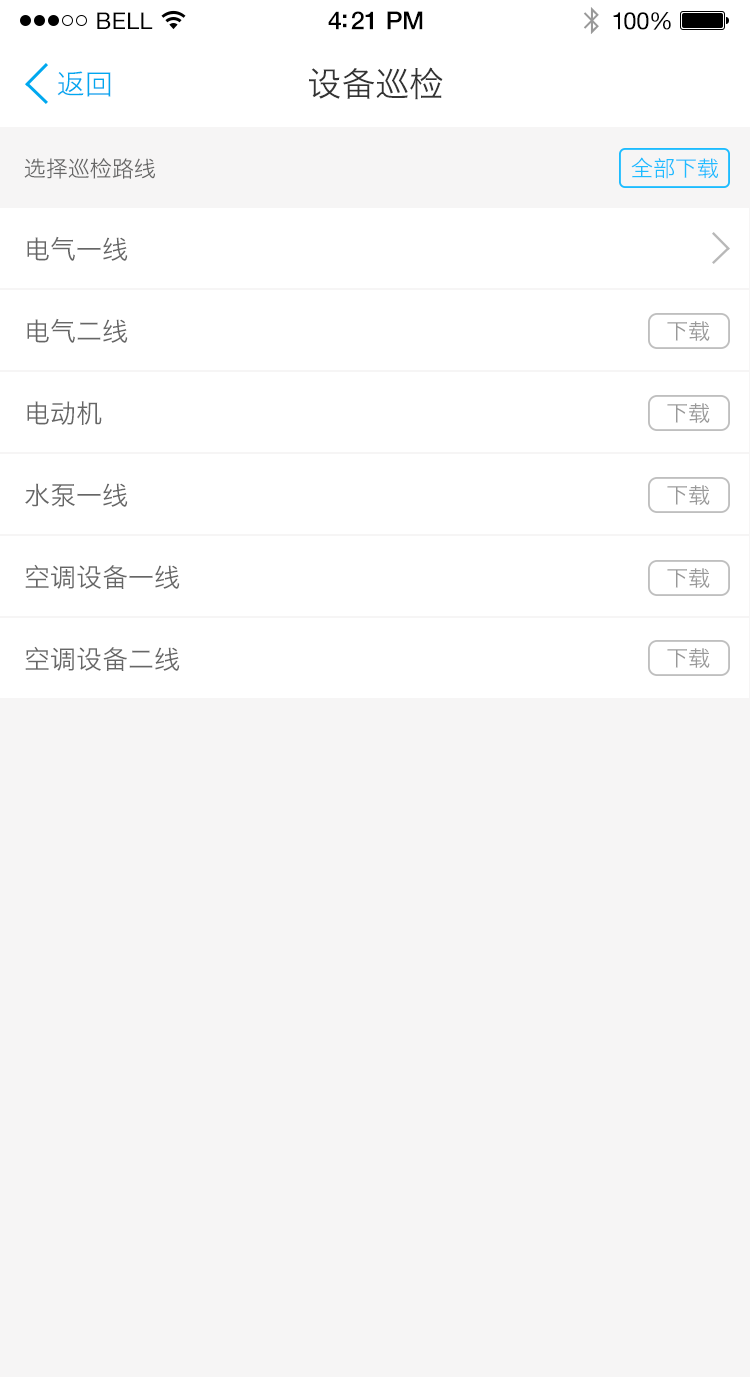 BELL 4:21 PM 100%
返回 设备巡检
选择巡检路线 全部下载
电气一线
电气二线 下载
电动机 下载
水泵一线 下载
空调设备一线 下载
空调设备二线 下载